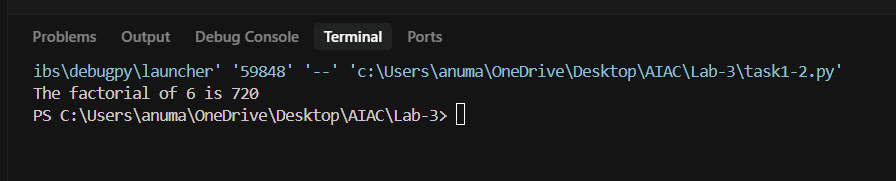 Problems Output Debug Console Terminal Ports
ibs\debugpy\launcher' '59848' '--' 'c:\Users\anuma\OneDrive\Desktop\AIAC\Lab-3\task1-2.py'
The factorial of 6 is 720
PS C:\Users\anuma\OneDrive\Desktop\AIAC\Lab-3>